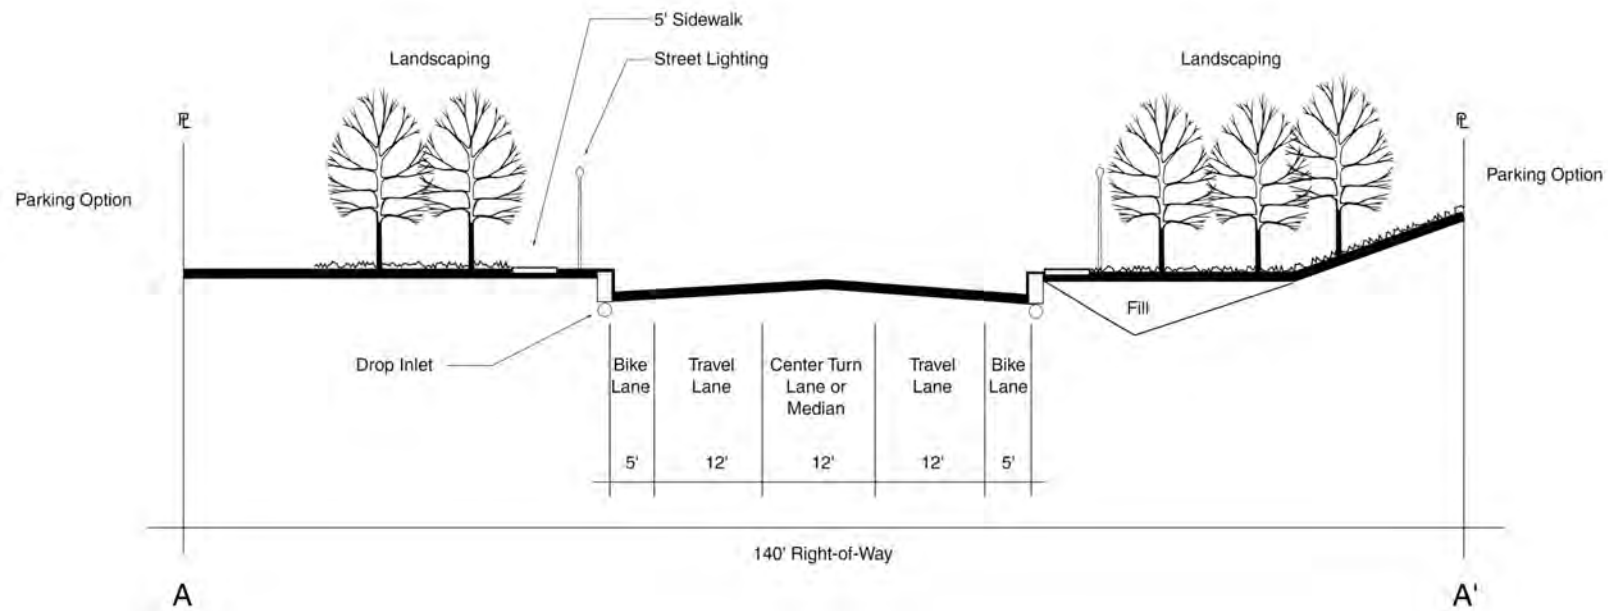 5' Sidewalk
Landscaping
Street Lighting
Landscaping
PL
PL
Parking Option
Parking Option
Fill
Drop Inlet
Bike
Lane
Travel
Lane
Center Turn
Lane or
Median
Travel
Lane
Bike
Lane
5'
12'
12'
12'
5'
140' Right-of-Way
A
A'